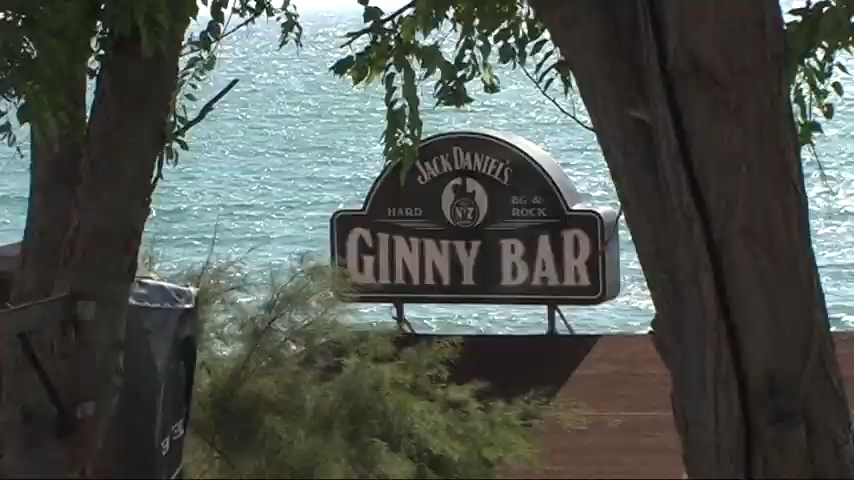 JACK DANIEL'S
HARD
BG &
ROCK
GINNY BAR